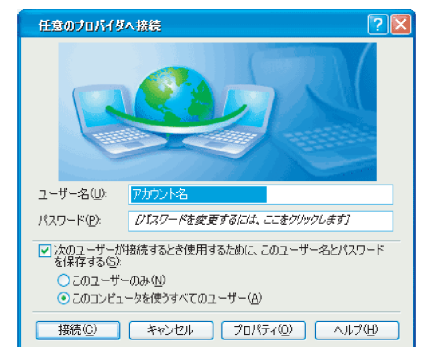 任意のプロバイダへ接続
ユーザー名(U):
アカウント名
パスワード(P):
[パスワードを変更するには、ここをクリックします]
次のユーザーが接続するとき使用するために、このユーザー名とパスワード
を保存する(S):
このユーザーのみ(N)
このコンピュータを使うすべてのユーザー(A)
接続(C) キャンセル プロパティ(O) ヘルプ(H)